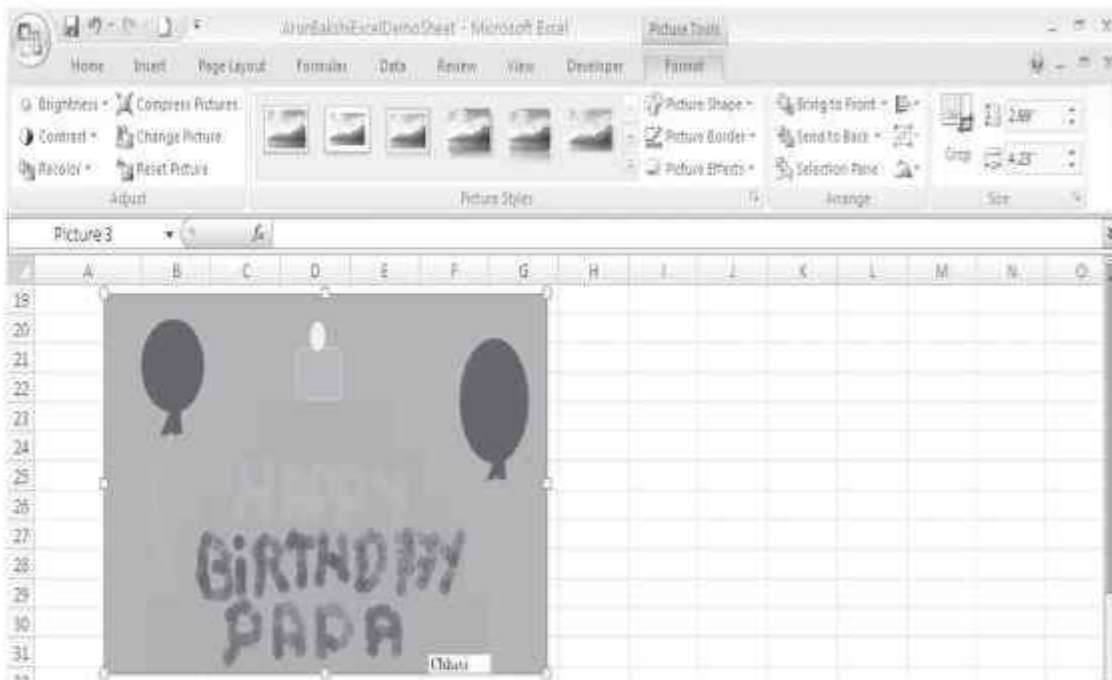 ArunBakshiExcelDemoSheet - Microsoft Excel Picture Tools
Home Insert Page Layout Formulas Data Review View Developer Format
Brightness Compress Pictures Picture Shape Bring to Front
Contrast Change Picture Picture Border Send to Back
Recolor Reset Picture Picture Effects Selection Pane Crop
Adjust Picture Styles Arrange Size
Picture 3 fx
A B C D E F G H I J K L M N O
19
20
21
22
23
24
25
26
27
28
29
30
31
HAPPY
BiRTHDAY
PAPA